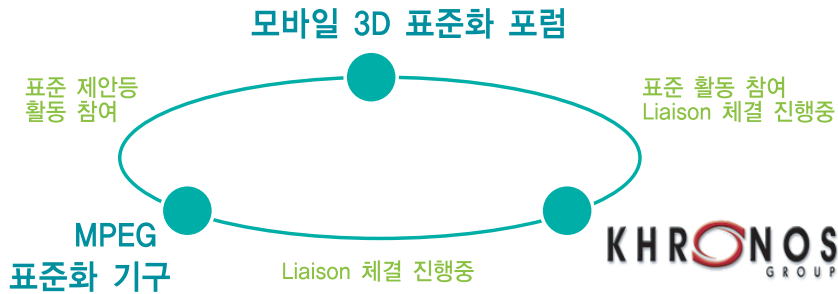 모바일 3D 표준화 포럼
표준 제안등
활동 참여
표준 활동 참여
Liaison 체결 진행중
MPEG
표준화 기구
Liaison 체결 진행중
KHRONOS
GROUP